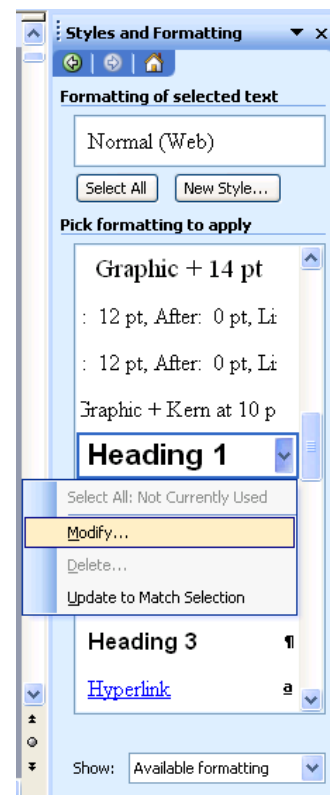 Styles and Formatting
Formatting of selected text
Normal (Web)
Select All New Style...
Pick formatting to apply
Graphic + 14 pt
: 12 pt, After: 0 pt, Li
: 12 pt, After: 0 pt, Li
Graphic + Kern at 10 p
Heading 1
Select All: Not Currently Used
Modify...
Delete...
Update to Match Selection
Heading 3 ¶
Hyperlink a
Show: Available formatting